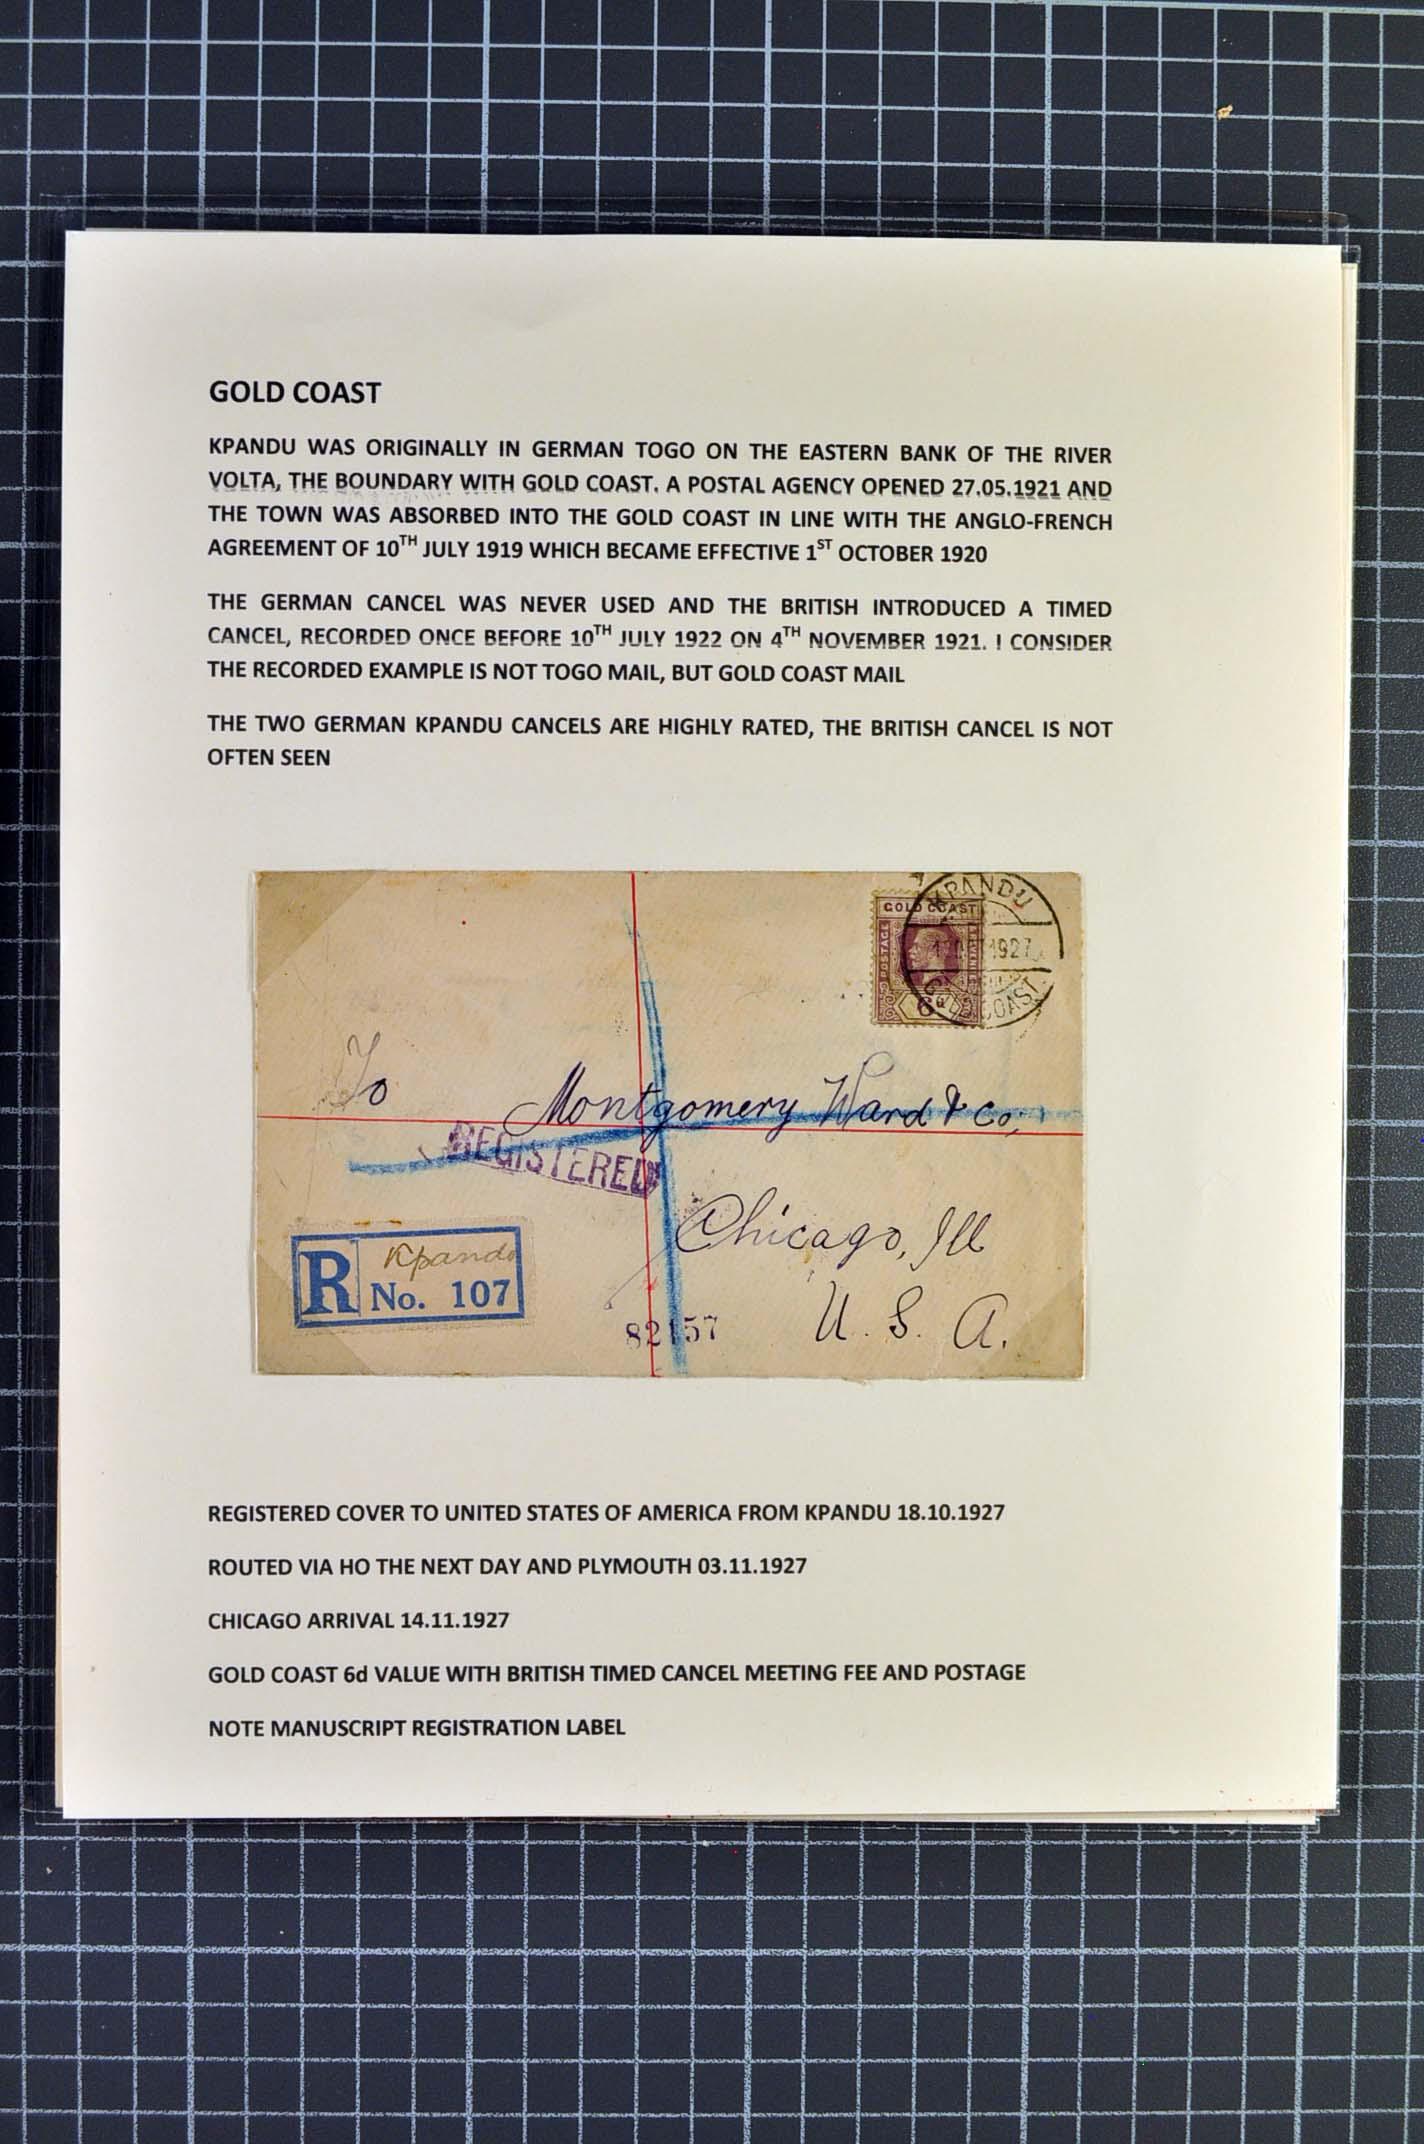 GOLD COAST
KPANDU WAS ORIGINALLY IN GERMAN TOGO ON THE EASTERN BANK OF THE RIVER
VOLTA, THE BOUNDARY WITH GOLD COAST. A POSTAL AGENCY OPENED 27.05.1921 AND
THE TOWN WAS ABSORBED INTO THE GOLD COAST IN LINE WITH THE ANGLO-FRENCH
AGREEMENT OF 10TH JULY 1919 WHICH BECAME EFFECTIVE 1ST OCTOBER 1920
THE GERMAN CANCEL WAS NEVER USED AND THE BRITISH INTRODUCED A TIMED
CANCEL, RECORDED ONCE BEFORE 10TH JULY 1922 ON 4TH NOVEMBER 1921. I CONSIDER
THE RECORDED EXAMPLE IS NOT TOGO MAIL, BUT GOLD COAST MAIL
THE TWO GERMAN KPANDU CANCELS ARE HIGHLY RATED, THE BRITISH CANCEL IS NOT
OFTEN SEEN
KPANDU
GOLD COAST
POSTAGE
1927
6d
COAST
To Montgomery Ward & Co;
REGISTERED
Chicago, Ill
U. S. A.
R Kpando
No. 107
82157
REGISTERED COVER TO UNITED STATES OF AMERICA FROM KPANDU 18.10.1927
ROUTED VIA HO THE NEXT DAY AND PLYMOUTH 03.11.1927
CHICAGO ARRIVAL 14.11.1927
GOLD COAST 6d VALUE WITH BRITISH TIMED CANCEL MEETING FEE AND POSTAGE
NOTE MANUSCRIPT REGISTRATION LABEL